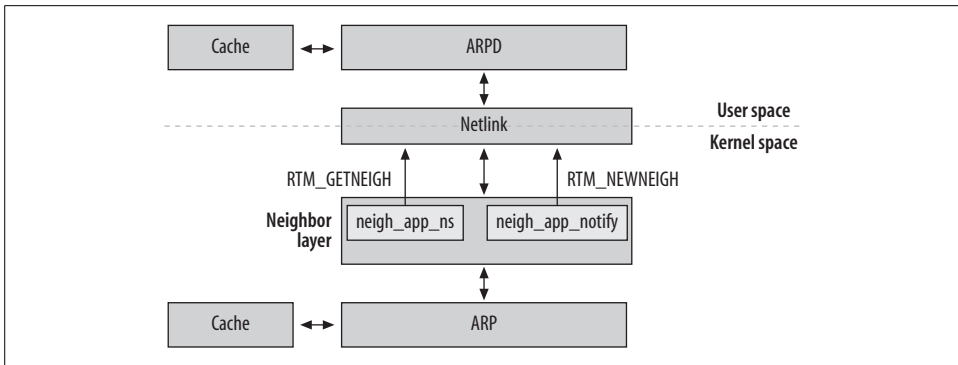 Cache
ARPD
User space
Netlink
Kernel space
RTM_GETNEIGH
RTM_NEWNEIGH
Neighbor
layer
neigh_app_ns
neigh_app_notify
Cache
ARP